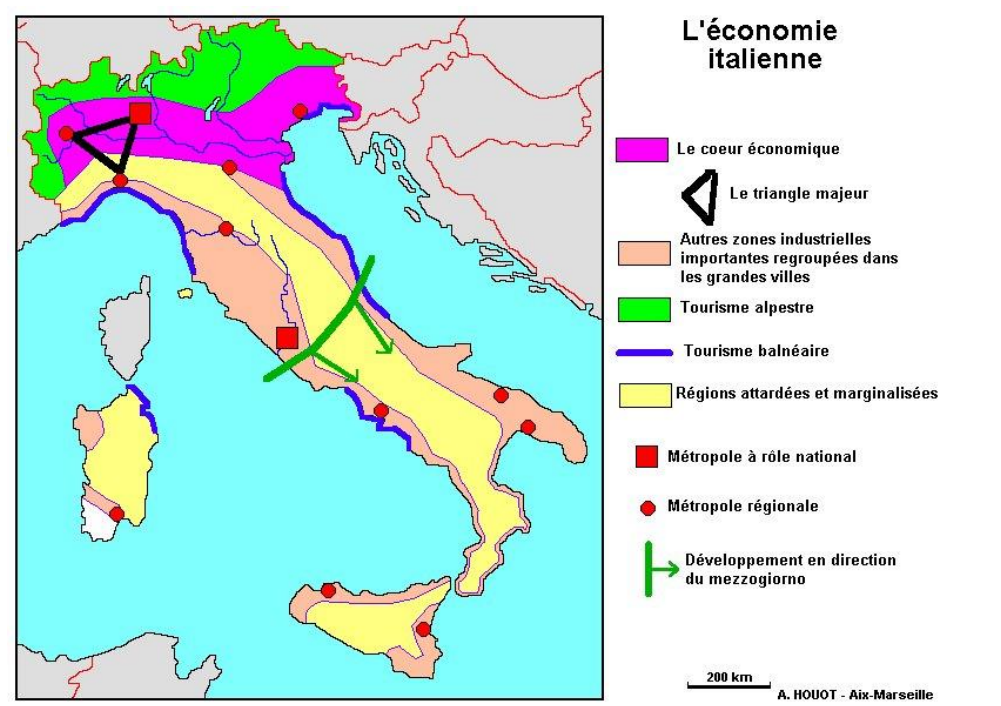 L'économie
italienne
Le coeur économique
Le triangle majeur
Autres zones industrielles
importantes regroupées dans
les grandes villes
Tourisme alpestre
Tourisme balnéaire
Régions attardées et marginalisées
Métropole à rôle national
Métropole régionale
Développement en direction
du mezzogiorno
200 km
A. HOUOT - Aix-Marseille